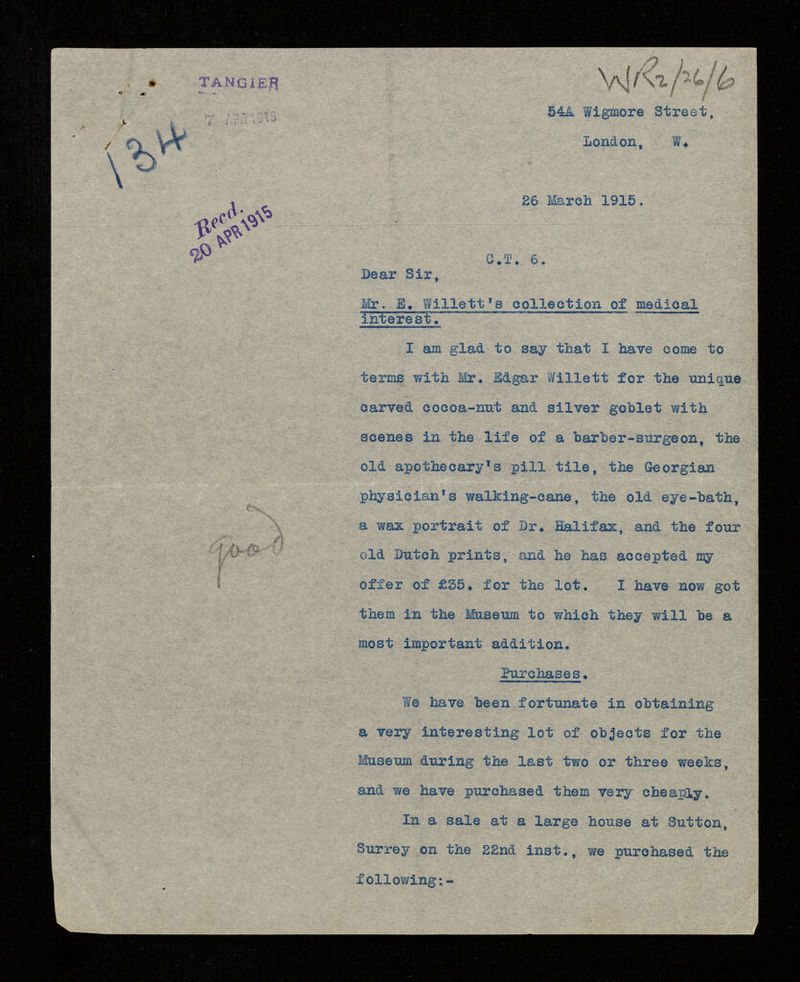 TANGIER
7 APR 1915
134
WR2/26/6
54A Wigmore Street,
London, W.
26 March 1915.
Recd.
20 APR 1915
C.T. 6.
Dear Sir,
Mr. E. Willett's collection of medical
interest.
I am glad to say that I have come to
terms with Mr. Edgar Willett for the unique
carved cocoa-nut and silver goblet with
scenes in the life of a barber-surgeon, the
old apothecary's pill tile, the Georgian
physician's walking-cane, the old eye-bath,
a wax portrait of Dr. Halifax, and the four
good
old Dutch prints, and he has accepted my
offer of £35. for the lot. I have now got
them in the Museum to which they will be a
most important addition.
Purchases.
We have been fortunate in obtaining
a very interesting lot of objects for the
Museum during the last two or three weeks,
and we have purchased them very cheaply.
In a sale at a large house at Sutton,
Surrey on the 22nd inst., we purchased the
following:-